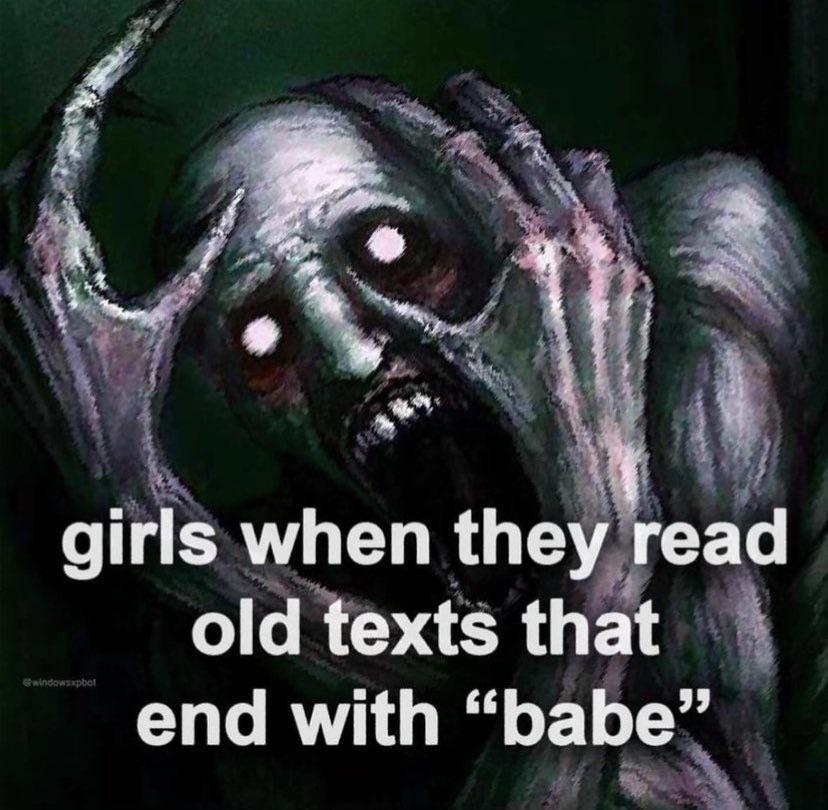 girls when they read
old texts that
@windowsxpbot
end with “babe”